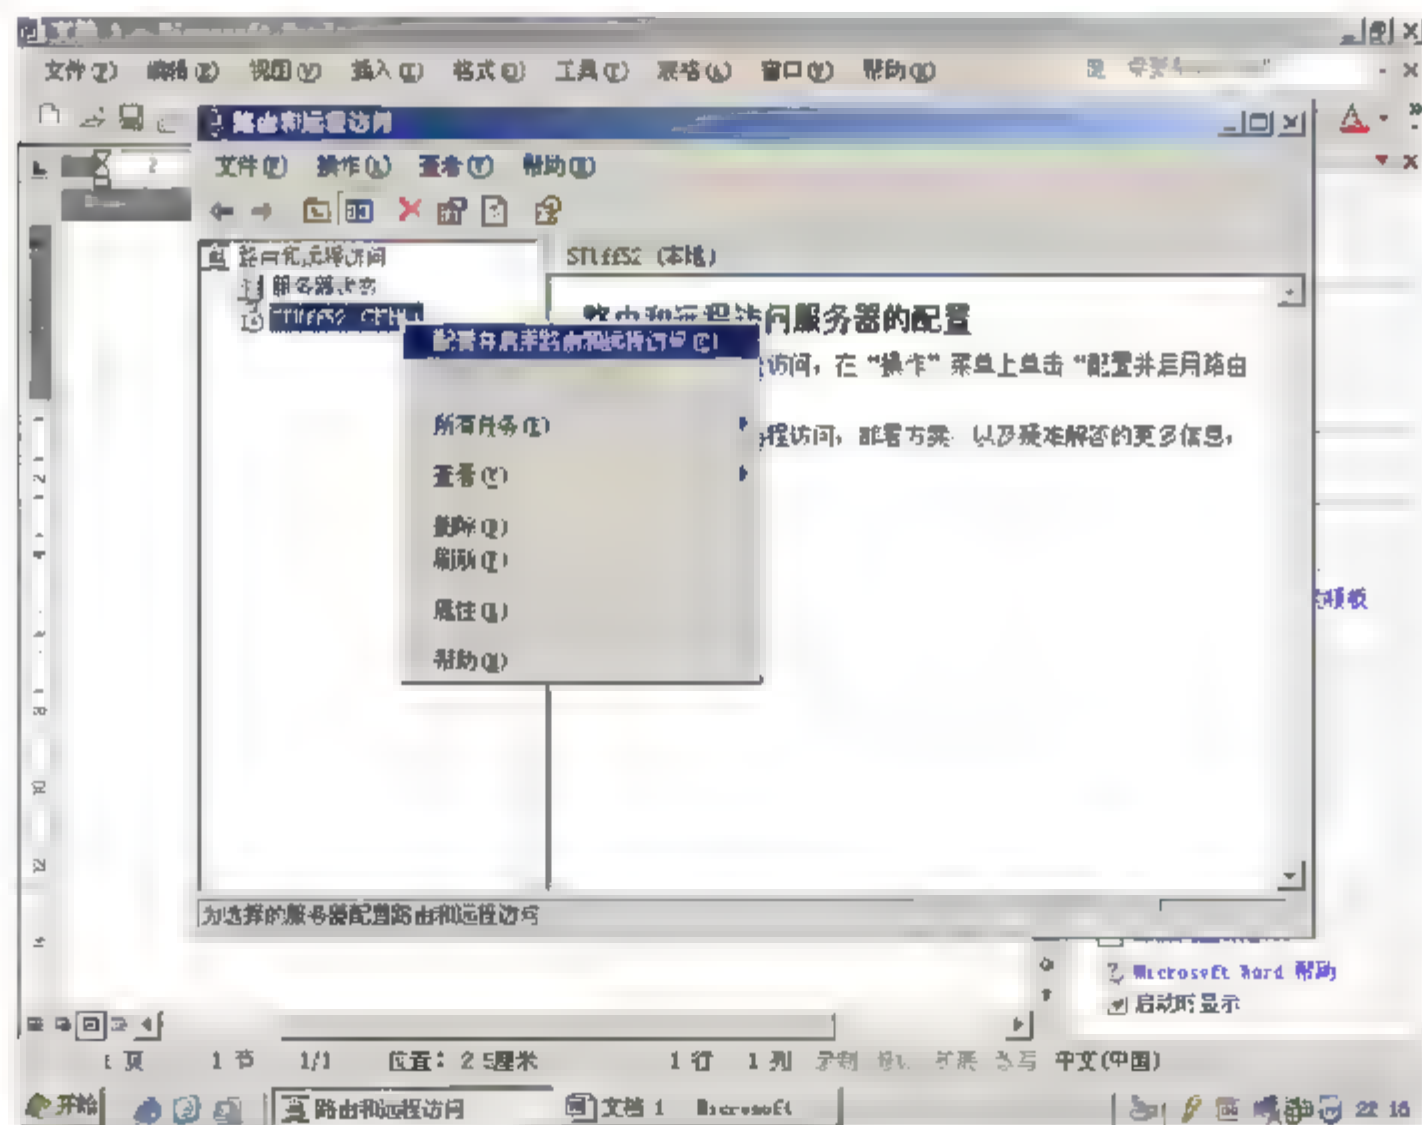 文件(F) 编辑(E) 视图(V) 插入(I) 格式(O) 工具(T) 表格(A) 窗口(W) 帮助(H)
路由和远程访问
文件(F) 操作(A) 查看(V) 帮助(H)
路由和远程访问
服务器状态
(本地)
路由和远程访问服务器的配置
访问，在“操作”菜单上单击“配置并启用路由
程访问，部署方案，以及疑难解答的更多信息，
配置并启用路由和远程访问(C)
所有任务(K)
查看(V)
删除(D)
刷新(F)
属性(R)
帮助(H)
模板
为选择的服务器配置路由和远程访问
Microsoft Word 帮助
启动时显示
1 页 1 节 1/1 位置: 2.5厘米 1 行 1 列 录制 修订 扩展 改写 中文(中国)
开始 路由和远程访问 文档 1 Microsoft 22:16